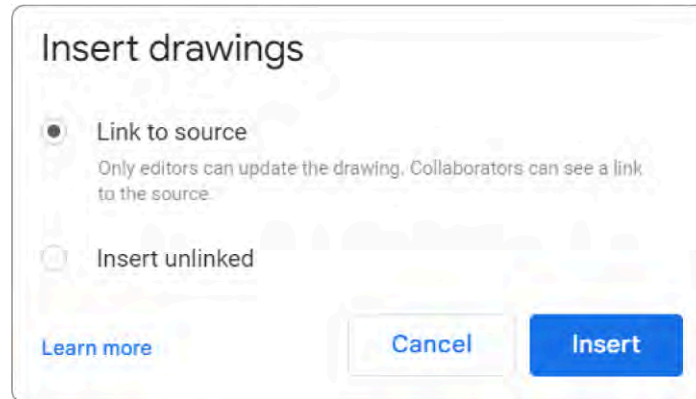 Insert drawings
Link to source
Only editors can update the drawing. Collaborators can see a link
to the source.
Insert unlinked
Learn more
Cancel
Insert